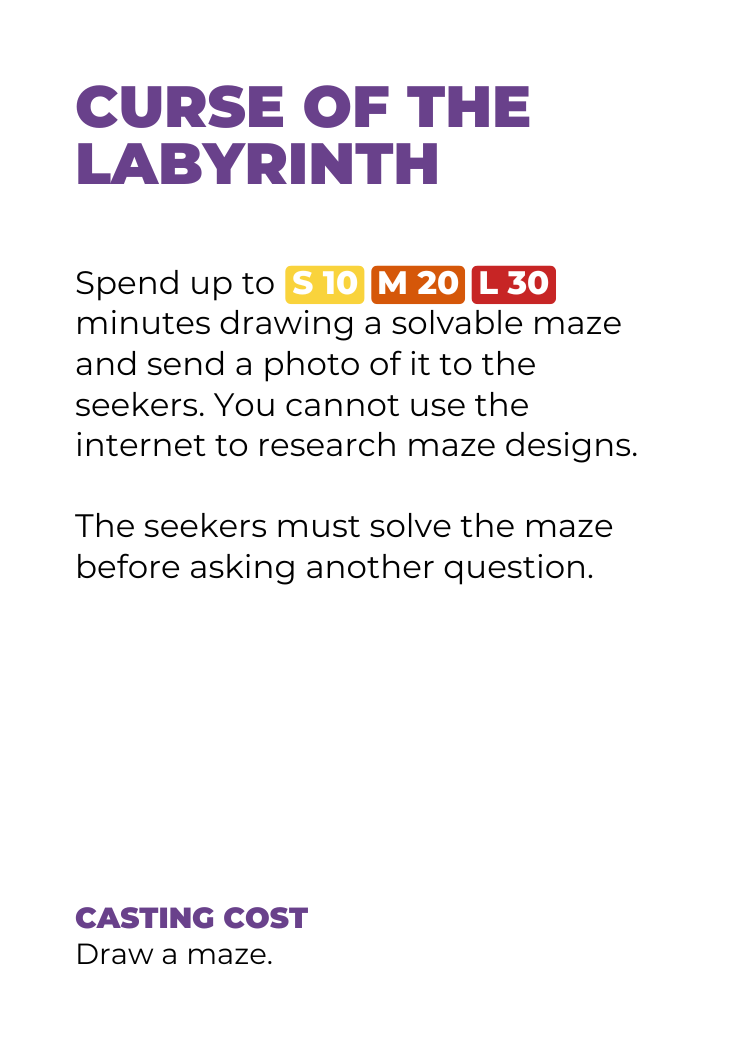 CURSE OF THE
LABYRINTH
Spend up to S 10 M 20 L 30
minutes drawing a solvable maze
and send a photo of it to the
seekers. You cannot use the
internet to research maze designs.
The seekers must solve the maze
before asking another question.
CASTING COST
Draw a maze.